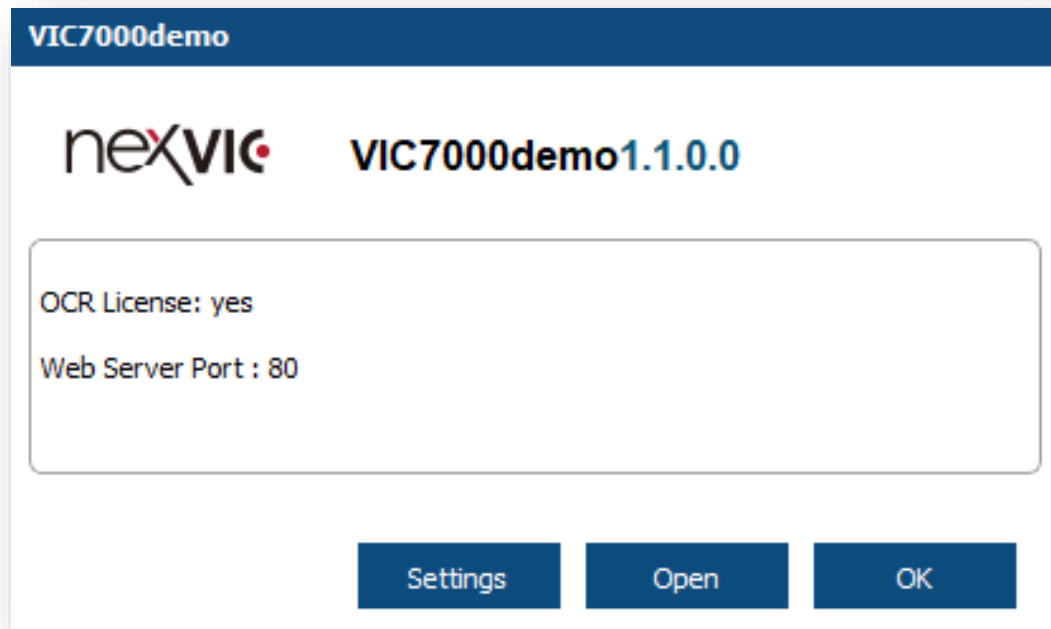 VIC7000demo
nexvic VIC7000demo1.1.0.0
OCR License: yes
Web Server Port : 80
Settings Open OK